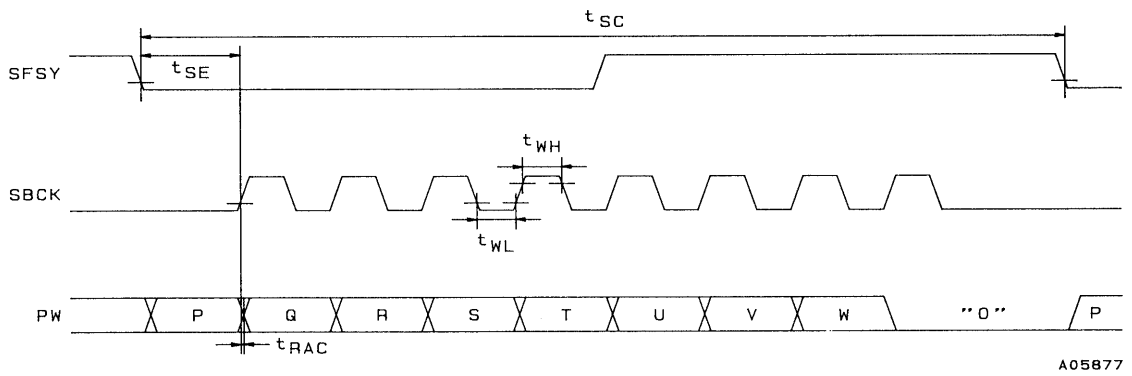 tSC
tSE
SFSY
tWH
SBCK
tWL
PW P Q R S T U V W "0" P
tRAC
A05877